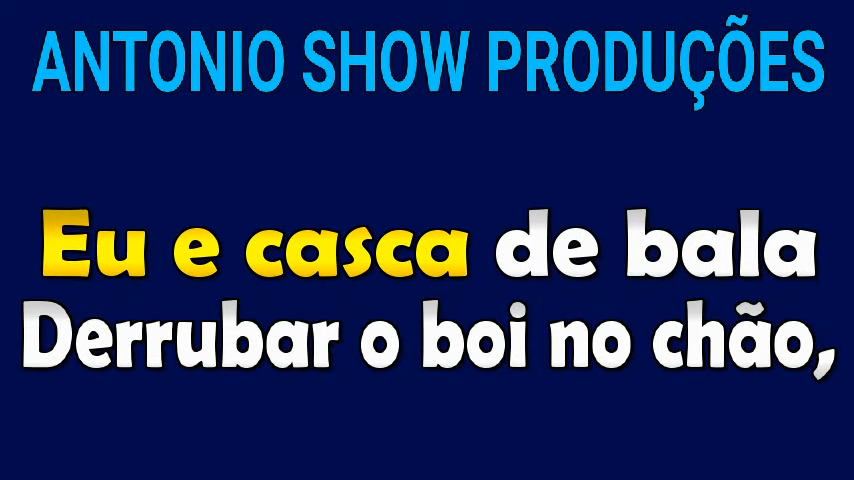 ANTONIO SHOW PRODUÇÕES
Eu e casca de bala
Derrubar o boi no chão,